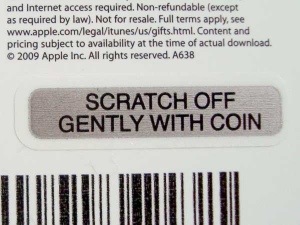 and Internet access required. Non-refundable (except
as required by law). Not for resale. Full terms apply, see
www.apple.com/legal/itunes/us/gifts.html. Content and
pricing subject to availability at the time of actual download.
© 2009 Apple Inc. All rights reserved. A638
SCRATCH OFF
GENTLY WITH COIN